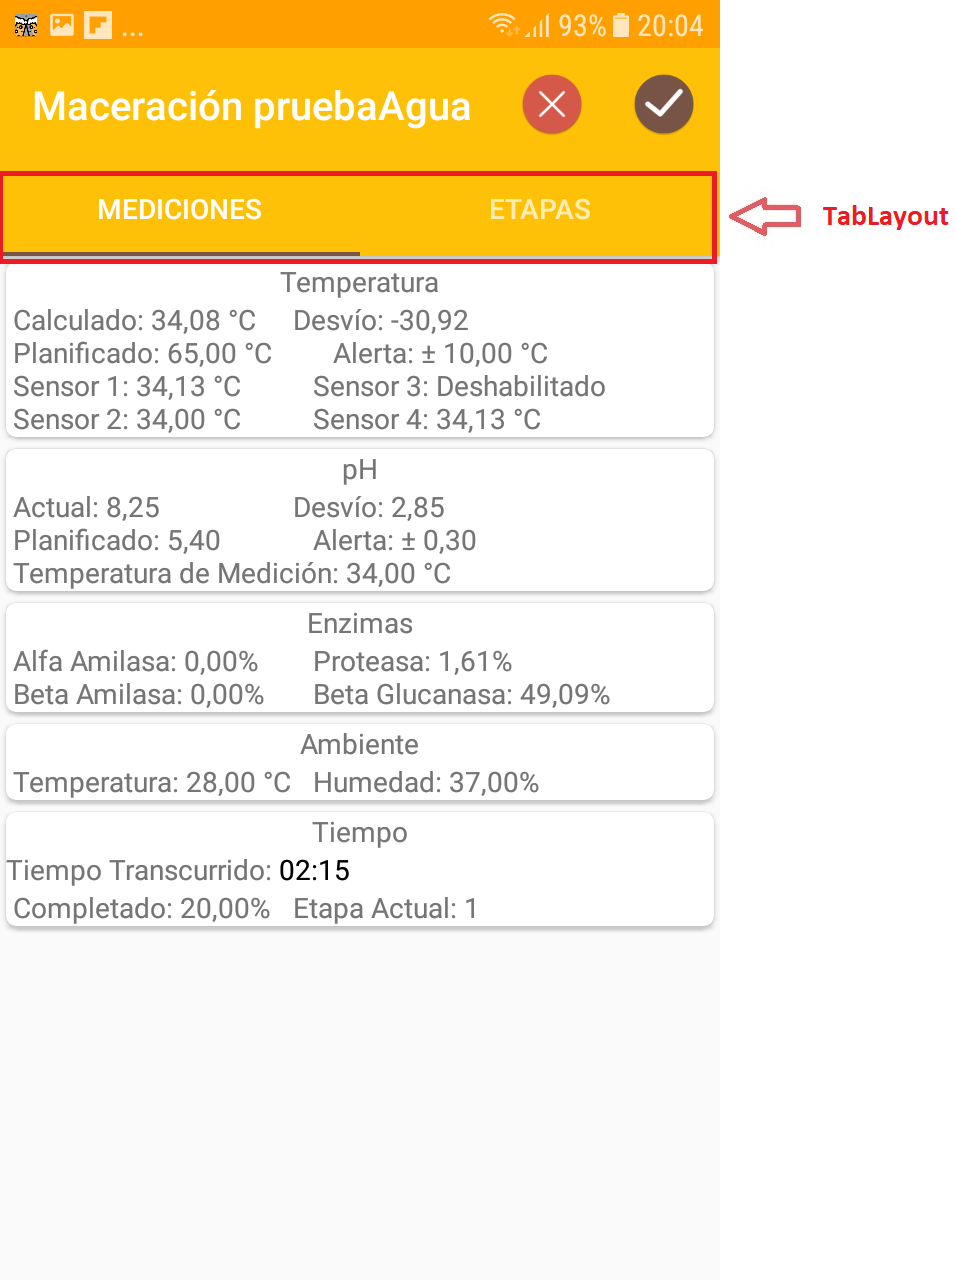 ... 93% 20:04
Maceración pruebaAgua
MEDICIONES ETAPAS
TabLayout
Temperatura
Calculado: 34,08 °C Desvío: -30,92
Planificado: 65,00 °C Alerta: ± 10,00 °C
Sensor 1: 34,13 °C Sensor 3: Deshabilitado
Sensor 2: 34,00 °C Sensor 4: 34,13 °C
pH
Actual: 8,25 Desvío: 2,85
Planificado: 5,40 Alerta: ± 0,30
Temperatura de Medición: 34,00 °C
Enzimas
Alfa Amilasa: 0,00% Proteasa: 1,61%
Beta Amilasa: 0,00% Beta Glucanasa: 49,09%
Ambiente
Temperatura: 28,00 °C Humedad: 37,00%
Tiempo
Tiempo Transcurrido: 02:15
Completado: 20,00% Etapa Actual: 1